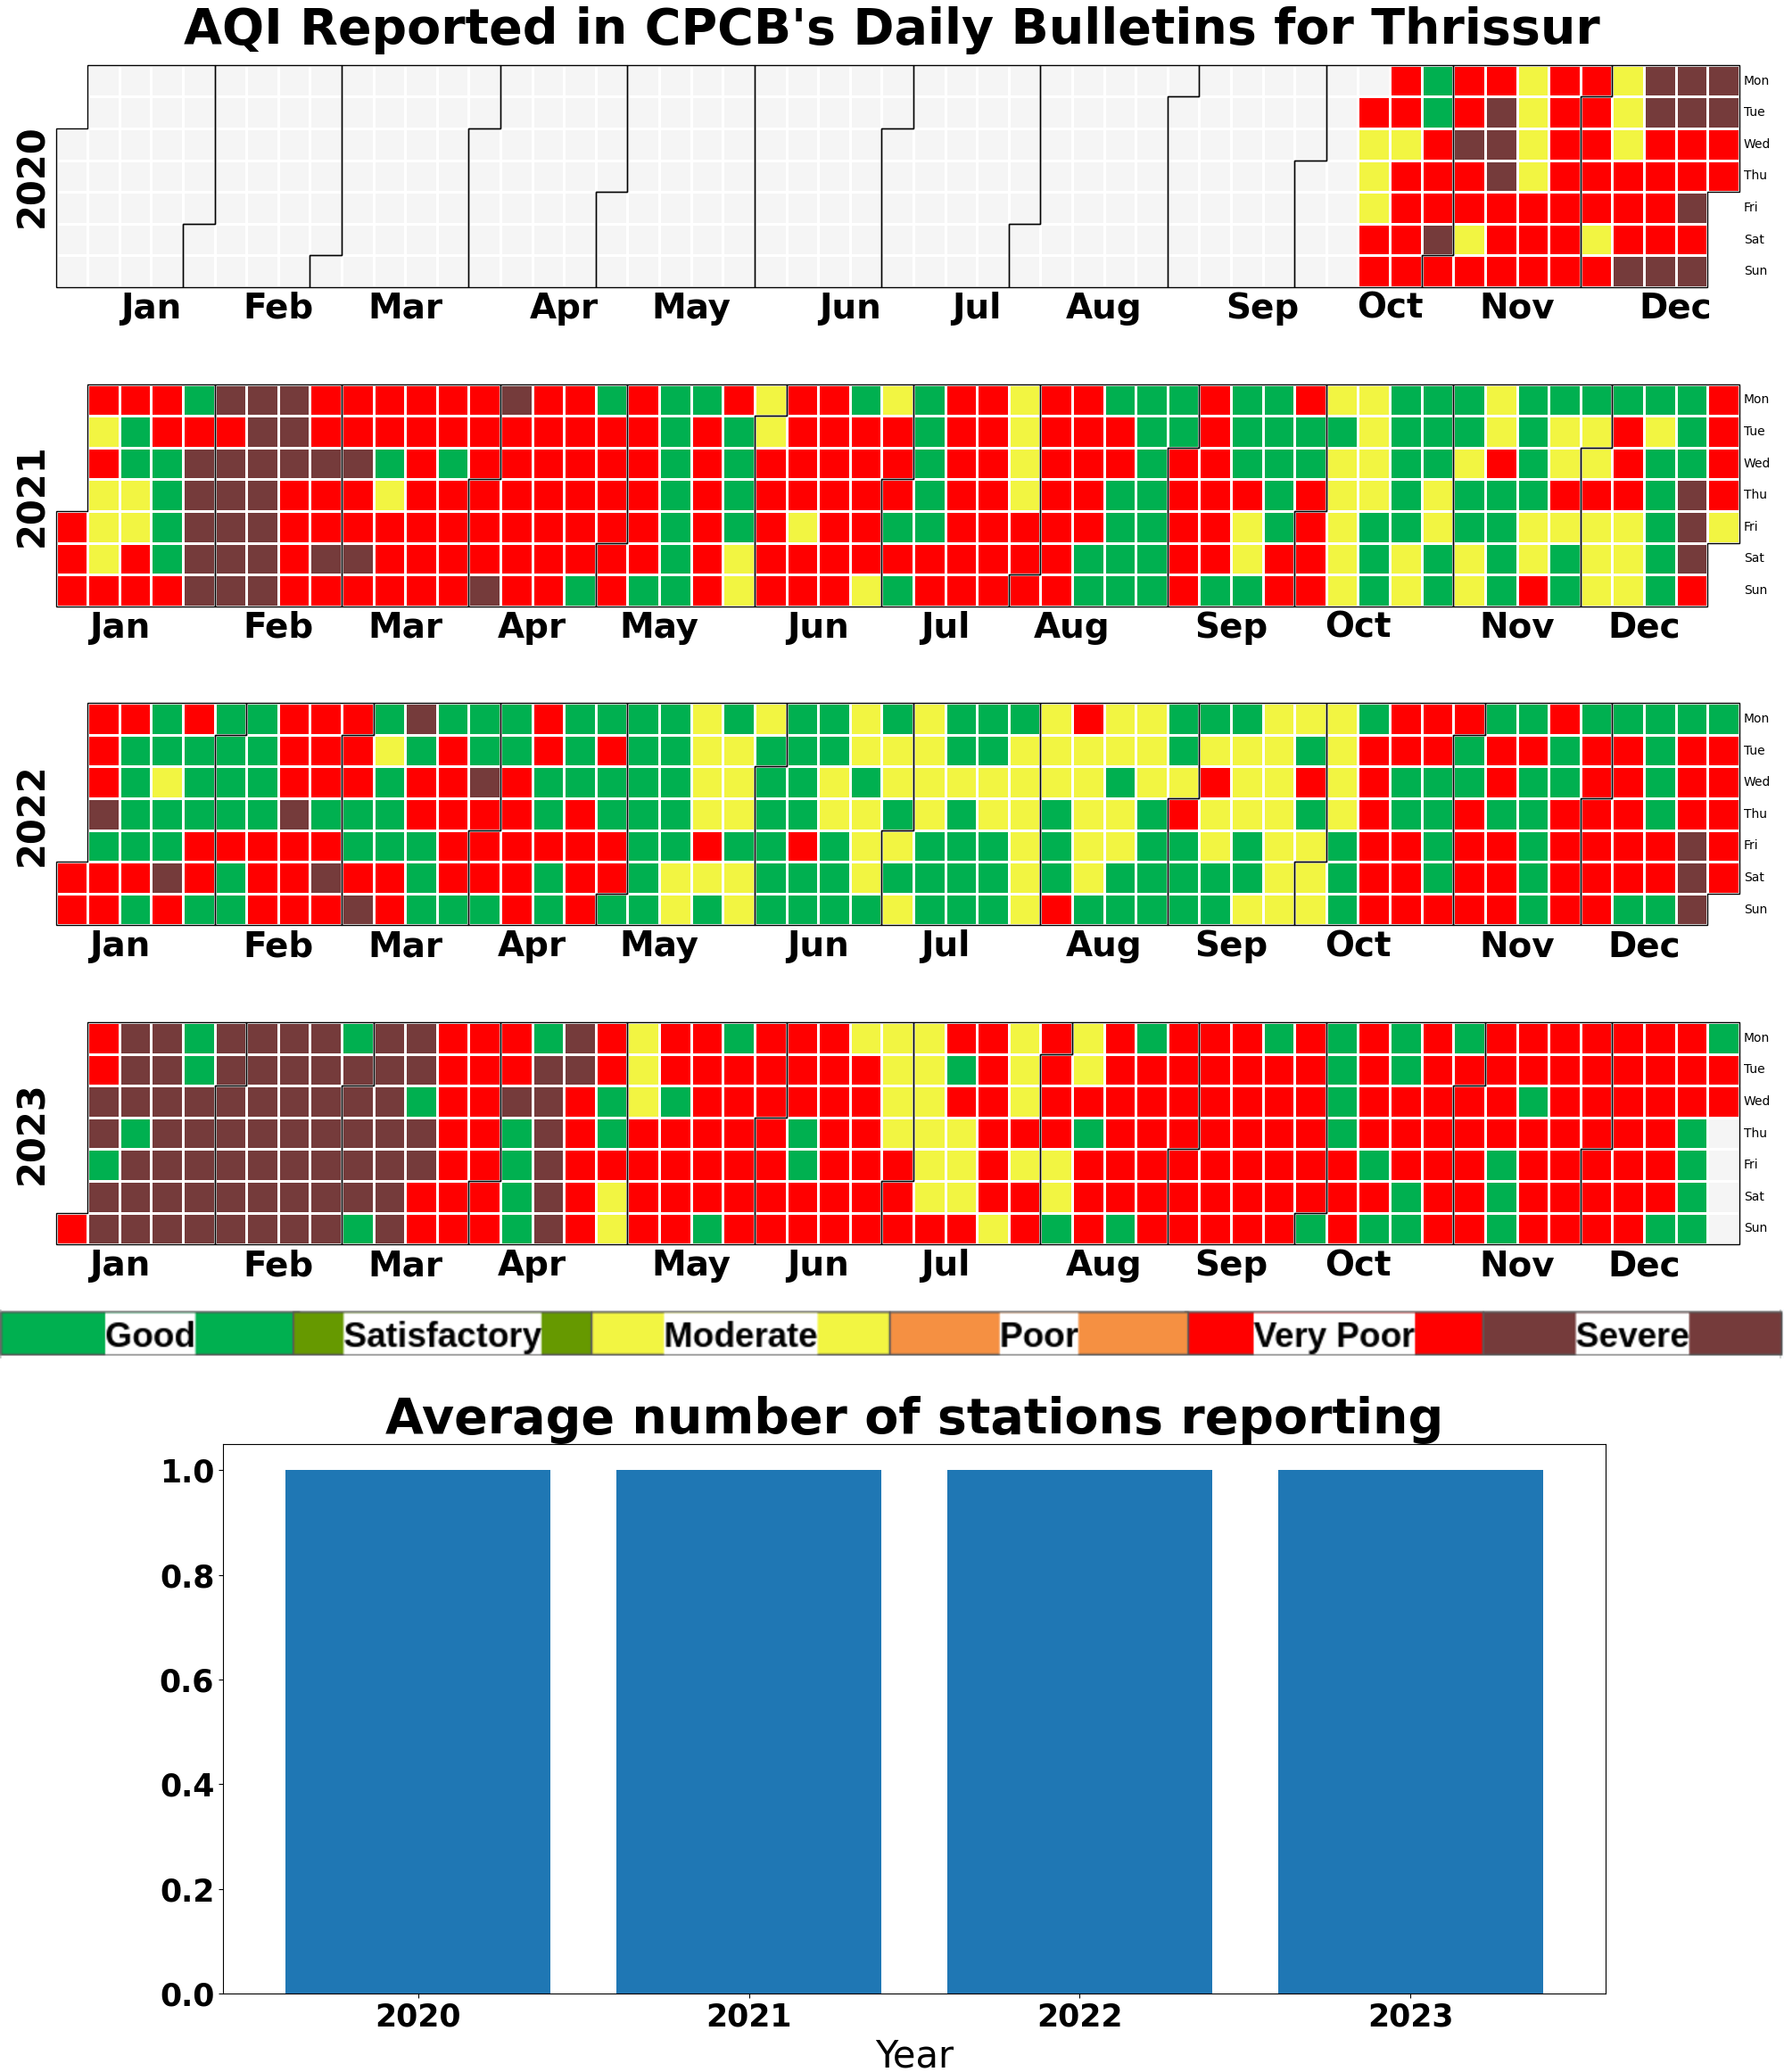 AQI Reported in CPCB's Daily Bulletins for Thrissur
2020
Mon
Tue
Wed
Thu
Fri
Sat
Sun
Jan Feb Mar Apr May Jun Jul Aug Sep Oct Nov Dec
2021
Mon
Tue
Wed
Thu
Fri
Sat
Sun
Jan Feb Mar Apr May Jun Jul Aug Sep Oct Nov Dec
2022
Mon
Tue
Wed
Thu
Fri
Sat
Sun
Jan Feb Mar Apr May Jun Jul Aug Sep Oct Nov Dec
2023
Mon
Tue
Wed
Thu
Fri
Sat
Sun
Jan Feb Mar Apr May Jun Jul Aug Sep Oct Nov Dec
Good Satisfactory Moderate Poor Very Poor Severe
Average number of stations reporting
1.0
0.8
0.6
0.4
0.2
0.0
2020 2021 2022 2023
Year